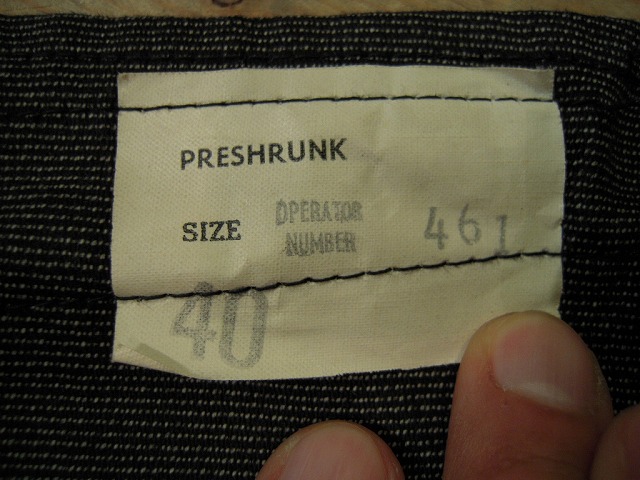 PRESHRUNK
SIZE OPERATOR NUMBER 461
40